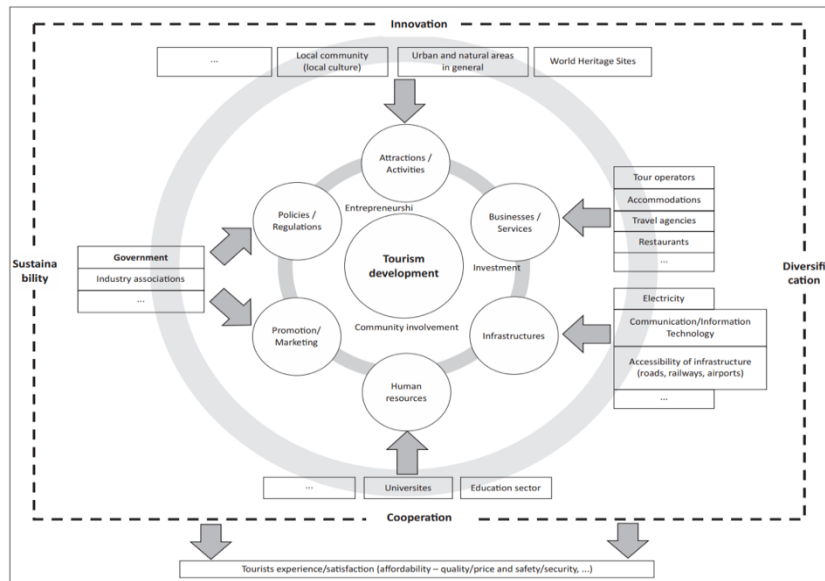 Innovation
...
Local community
(local culture)
Urban and natural areas
in general
World Heritage Sites
Attractions /
Activities
Entrepreneurshi
Policies /
Regulations
Businesses /
Services
Tour operators
Accommodations
Travel agencies
Restaurants
...
Government
Industry associations
...
Sustaina
bility
Tourism
development
Investment
Diversifi
cation
Community involvement
Promotion/
Marketing
Infrastructures
Electricity
Communication/Information
Technology
Accessibility of infrastructure
(roads, railways, airports)
...
Human
resources
...
Universites
Education sector
Cooperation
Tourists experience/satisfaction (affordability – quality/price and safety/security, ...)